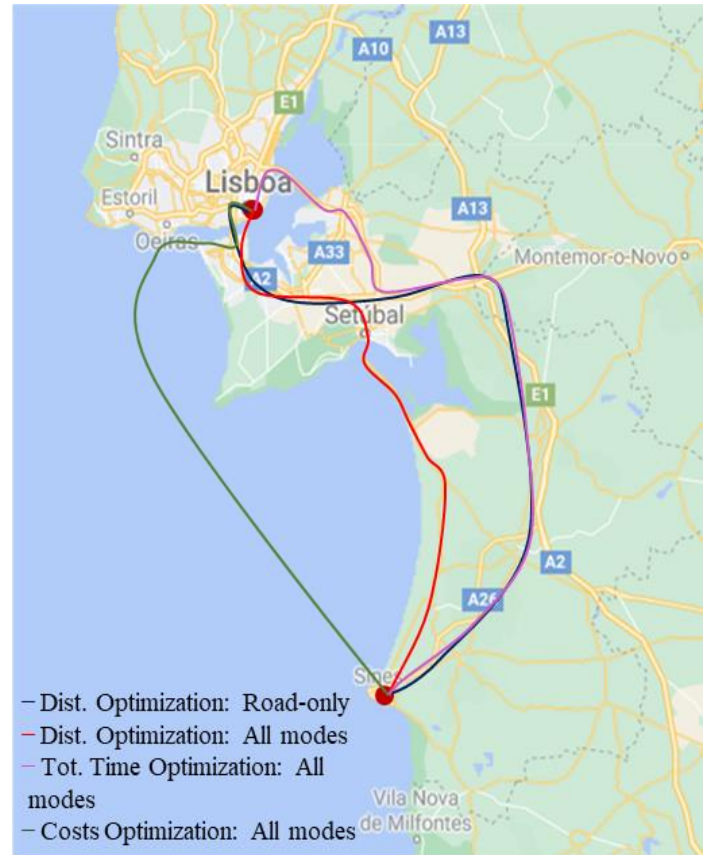 A13
A10
E1
Sintra
Lisboa
Estoril
A13
Oeiras
A33
Montemor-o-Novo
A2
Setúbal
E1
A2
A26
Sines
– Dist. Optimization: Road-only
– Dist. Optimization: All modes
– Tot. Time Optimization: All
modes
– Costs Optimization: All modes
Vila Nova
de Milfontes